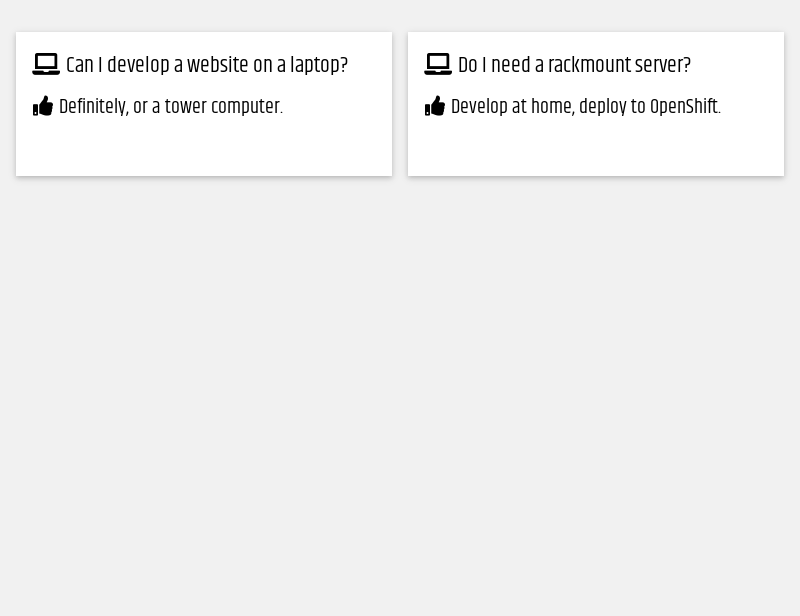 Can I develop a website on a laptop?
Definitely, or a tower computer.
Do I need a rackmount server?
Develop at home, deploy to OpenShift.